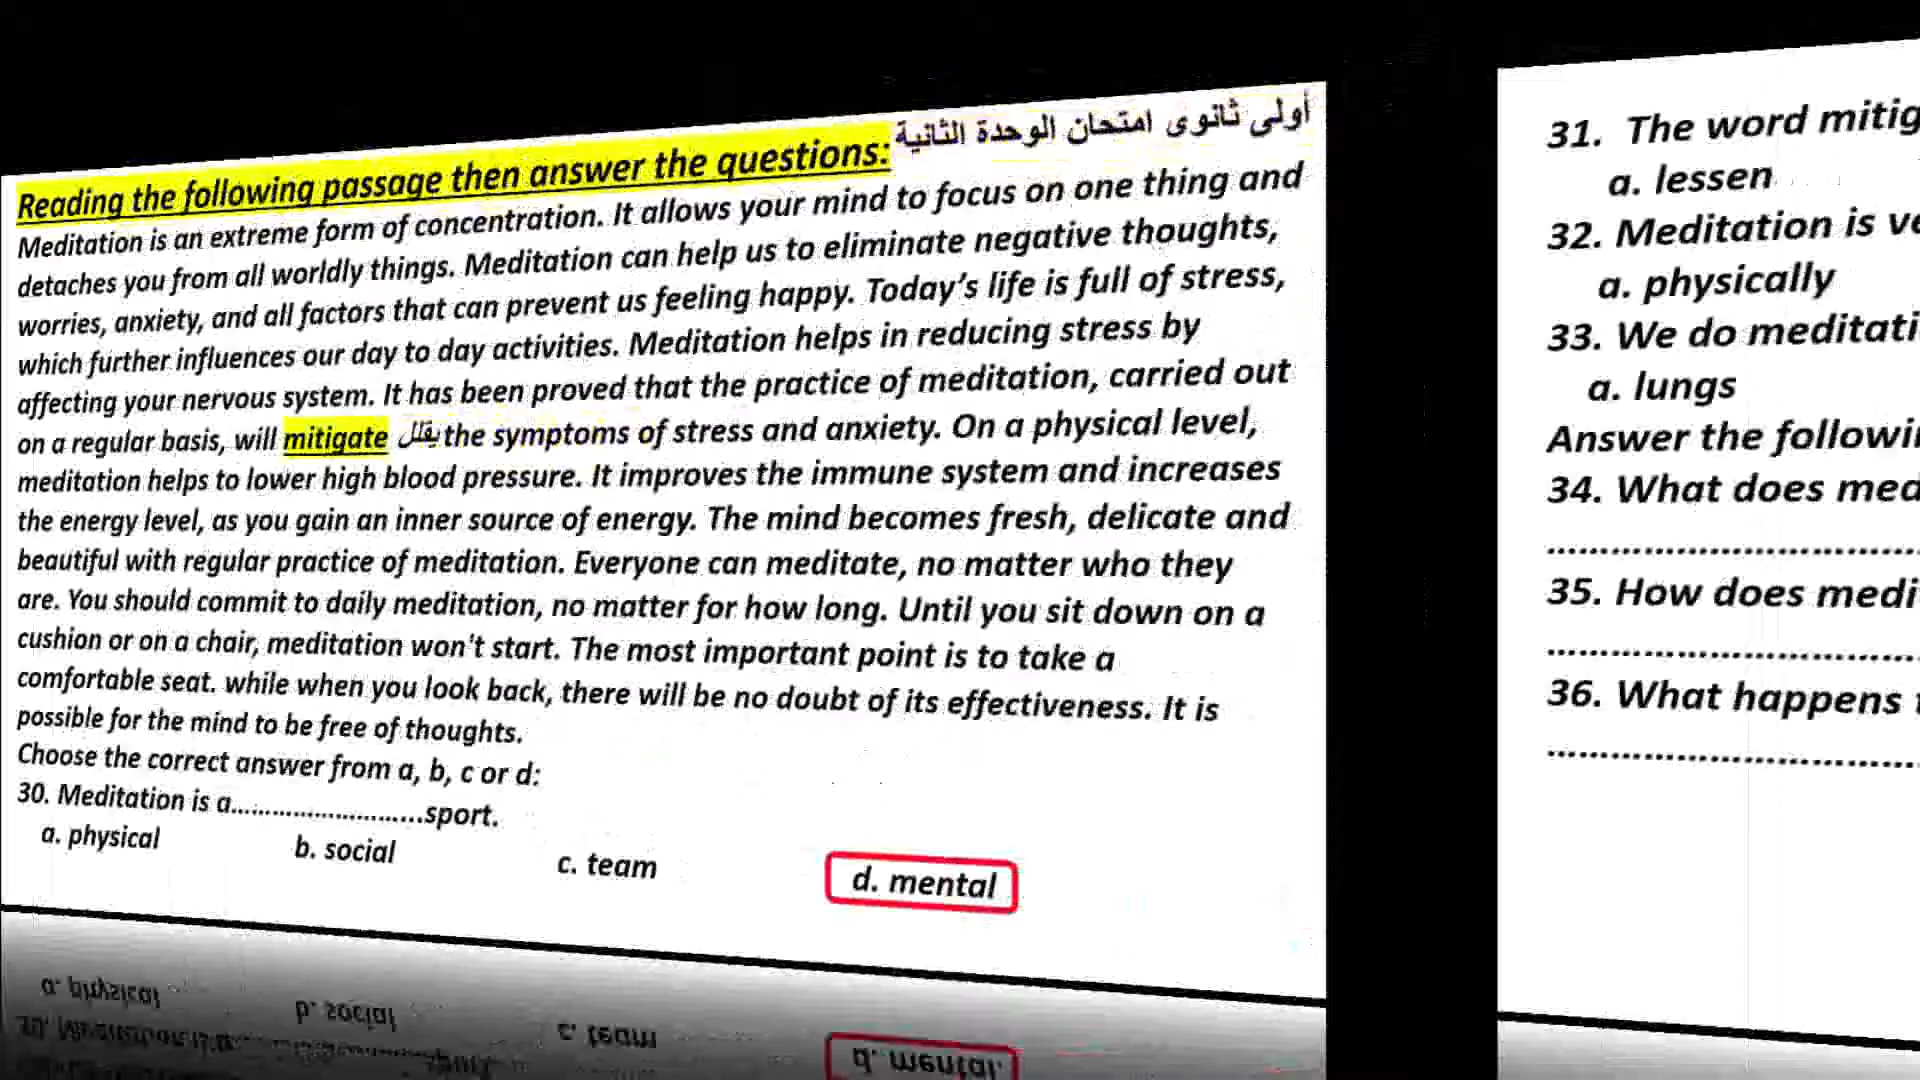 أولى ثانوى امتحان الوحدة الثانية
Reading the following passage then answer the questions:
Meditation is an extreme form of concentration. It allows your mind to focus on one thing and
detaches you from all worldly things. Meditation can help us to eliminate negative thoughts,
worries, anxiety, and all factors that can prevent us feeling happy. Today's life is full of stress,
which further influences our day to day activities. Meditation helps in reducing stress by
affecting your nervous system. It has been proved that the practice of meditation, carried out
on a regular basis, will mitigate يقلل the symptoms of stress and anxiety. On a physical level,
meditation helps to lower high blood pressure. It improves the immune system and increases
the energy level, as you gain an inner source of energy. The mind becomes fresh, delicate and
beautiful with regular practice of meditation. Everyone can meditate, no matter who they
are. You should commit to daily meditation, no matter for how long. Until you sit down on a
cushion or on a chair, meditation won't start. The most important point is to take a
comfortable seat. while when you look back, there will be no doubt of its effectiveness. It is
possible for the mind to be free of thoughts.
Choose the correct answer from a, b, c or d:
30. Meditation is a..........................sport.
a. physical b. social c. team d. mental
31. The word mitig
a. lessen
32. Meditation is ve
a. physically
33. We do meditati
a. lungs
Answer the followi
34. What does med
35. How does medi
36. What happens